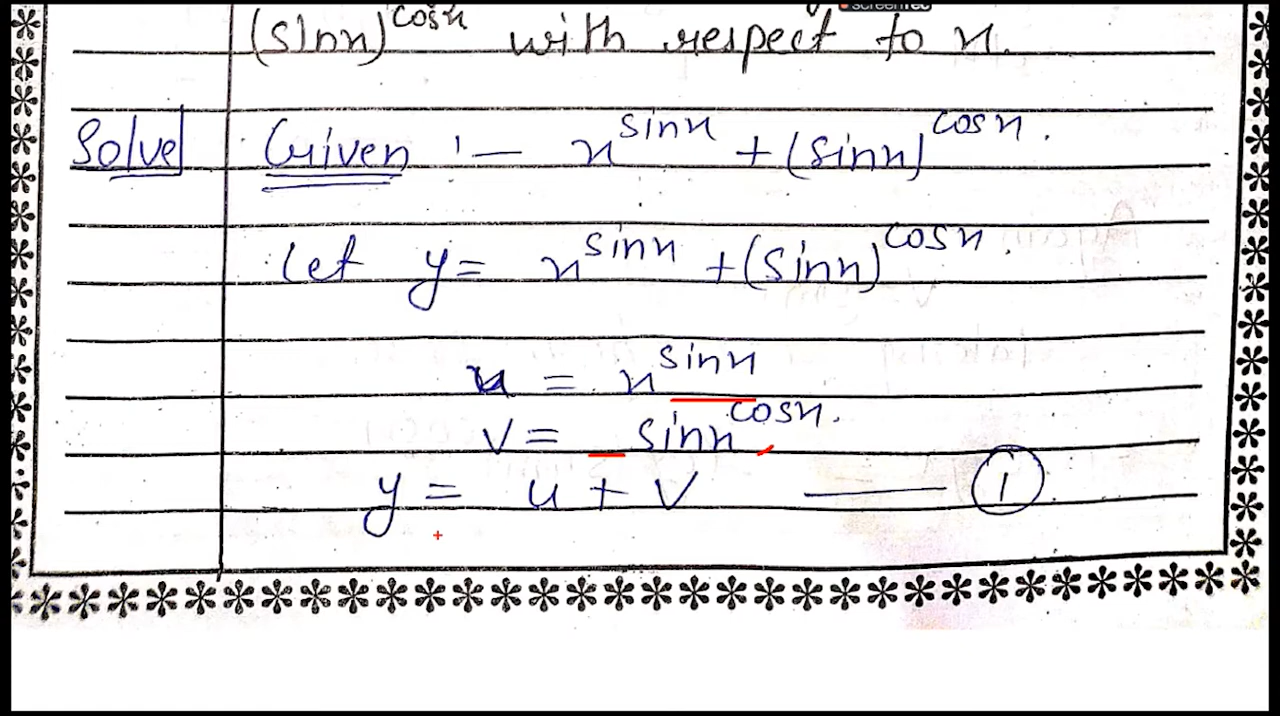 (sinx)^cosx with respect to x.
Solve Given :- x^sinx + (sinx)^cosx.
Let y = x^sinx + (sinx)^cosx.
u = x^sinx
v = sinx^cosx.
y = u + v —— ①